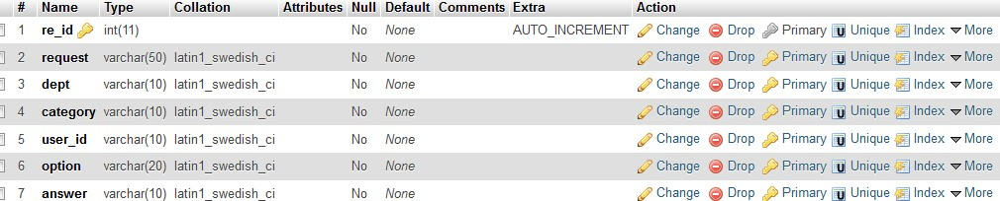 # Name Type Collation Attributes Null Default Comments Extra Action
1 re_id int(11) No None AUTO_INCREMENT Change Drop Primary Unique Index More
2 request varchar(50) latin1_swedish_ci No None Change Drop Primary Unique Index More
3 dept varchar(10) latin1_swedish_ci No None Change Drop Primary Unique Index More
4 category varchar(10) latin1_swedish_ci No None Change Drop Primary Unique Index More
5 user_id varchar(10) latin1_swedish_ci No None Change Drop Primary Unique Index More
6 option varchar(20) latin1_swedish_ci No None Change Drop Primary Unique Index More
7 answer varchar(10) latin1_swedish_ci No None Change Drop Primary Unique Index More